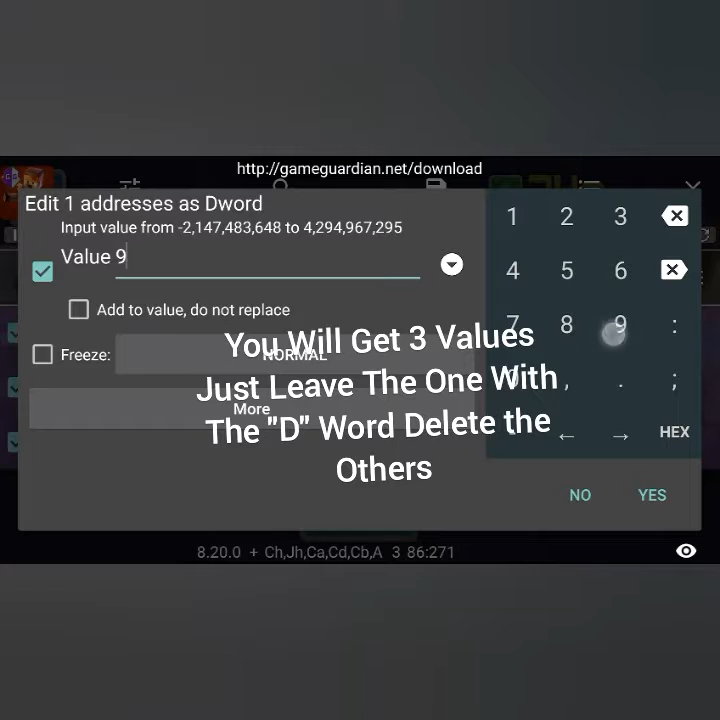 http://gameguardian.net/download
Edit 1 addresses as Dword
Input value from -2,147,483,648 to 4,294,967,295
Value 9
Add to value, do not replace
Freeze:
NORMAL
More
1 2 3
4 5 6
7 8 9 :
, . ;
- ← → HEX
You Will Get 3 Values
Just Leave The One With
The "D" Word Delete the
Others
NO YES
8.20.0 + Ch,Jh,Ca,Cd,Cb,A 3 86:271